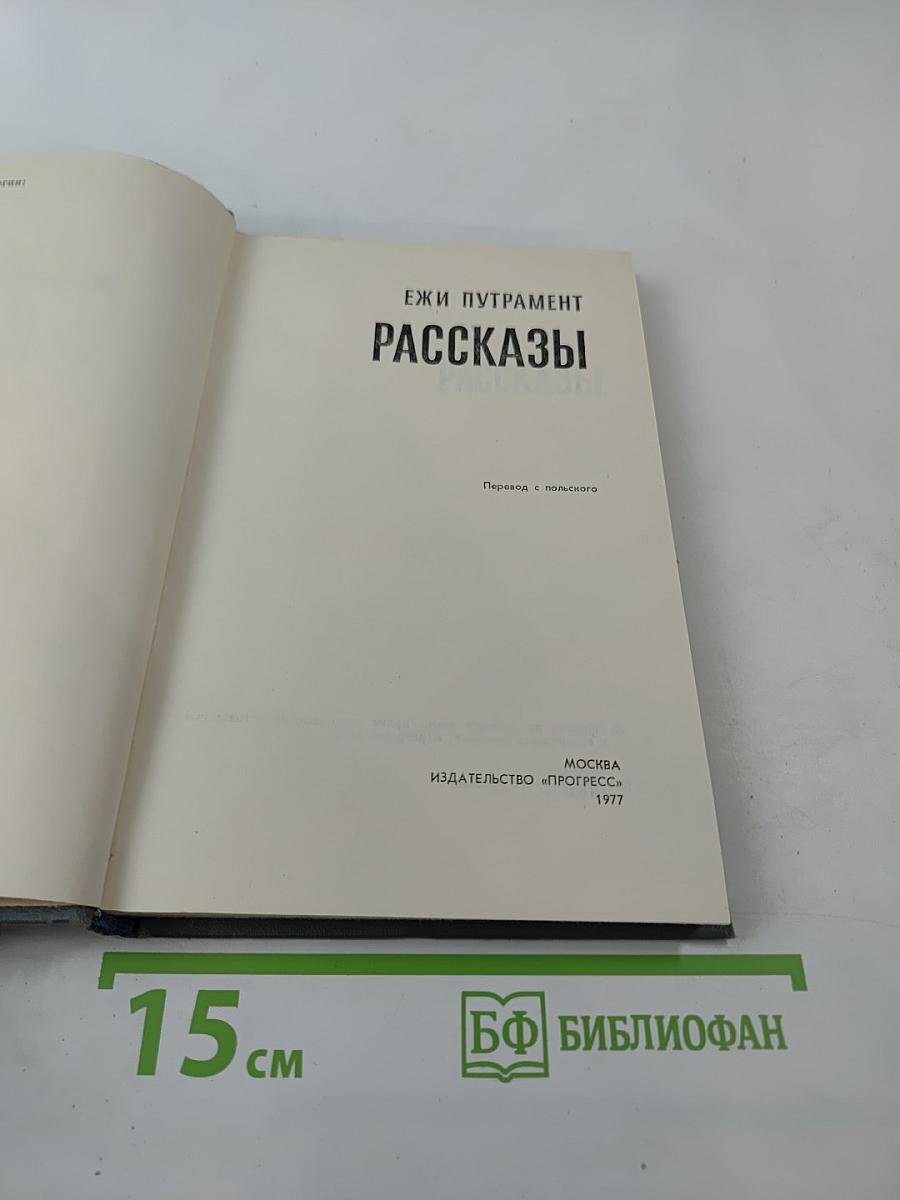 ЕЖИ ПУТРАМЕНТ
РАССКАЗЫ
Перевод с польского
МОСКВА
ИЗДАТЕЛЬСТВО «ПРОГРЕСС»
1977
15 см
БФ БИБЛИОФАН